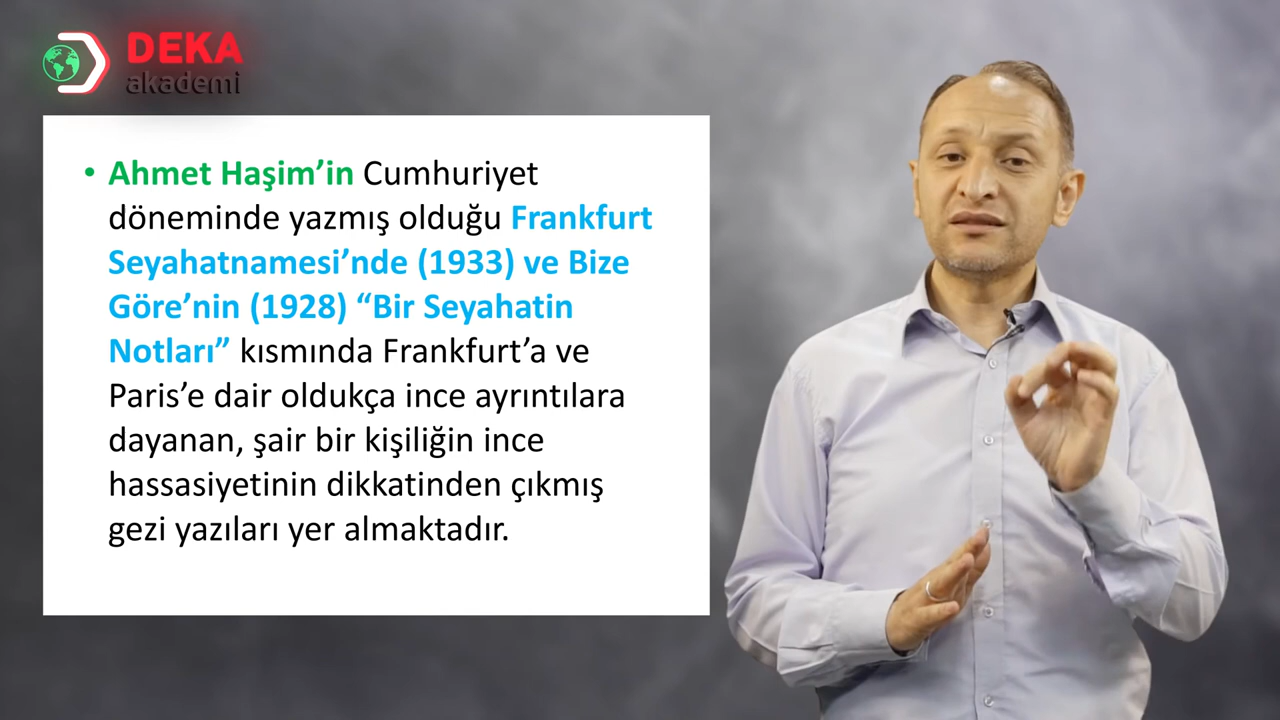 DEKA
akademi
• Ahmet Haşim’in Cumhuriyet
döneminde yazmış olduğu Frankfurt
Seyahatnamesi’nde (1933) ve Bize
Göre’nin (1928) “Bir Seyahatin
Notları” kısmında Frankfurt’a ve
Paris’e dair oldukça ince ayrıntılara
dayanan, şair bir kişiliğin ince
hassasiyetinin dikkatinden çıkmış
gezi yazıları yer almaktadır.